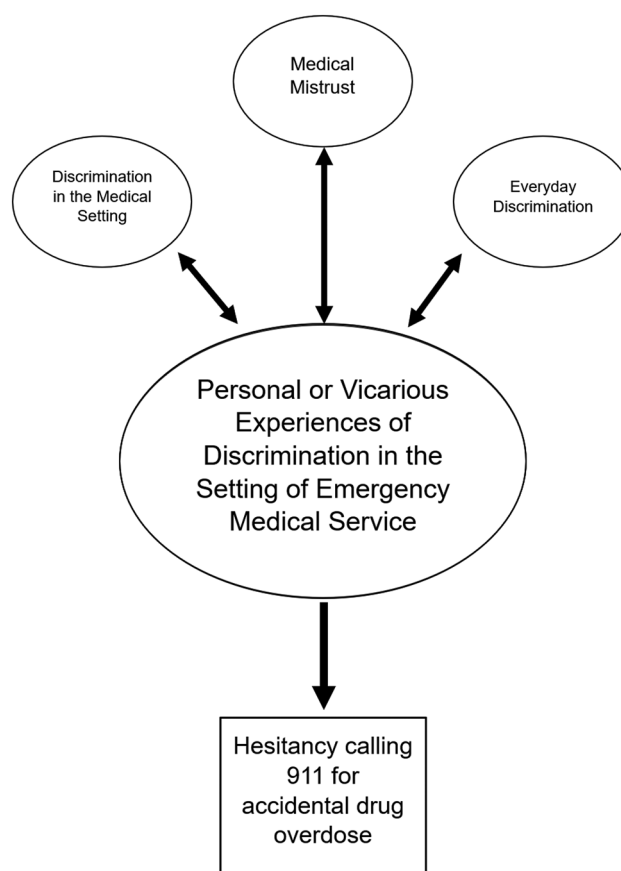 Medical
Mistrust
Discrimination
in the Medical
Setting
Everyday
Discrimination
Personal or Vicarious
Experiences of
Discrimination in the
Setting of Emergency
Medical Service
Hesitancy calling
911 for
accidental drug
overdose